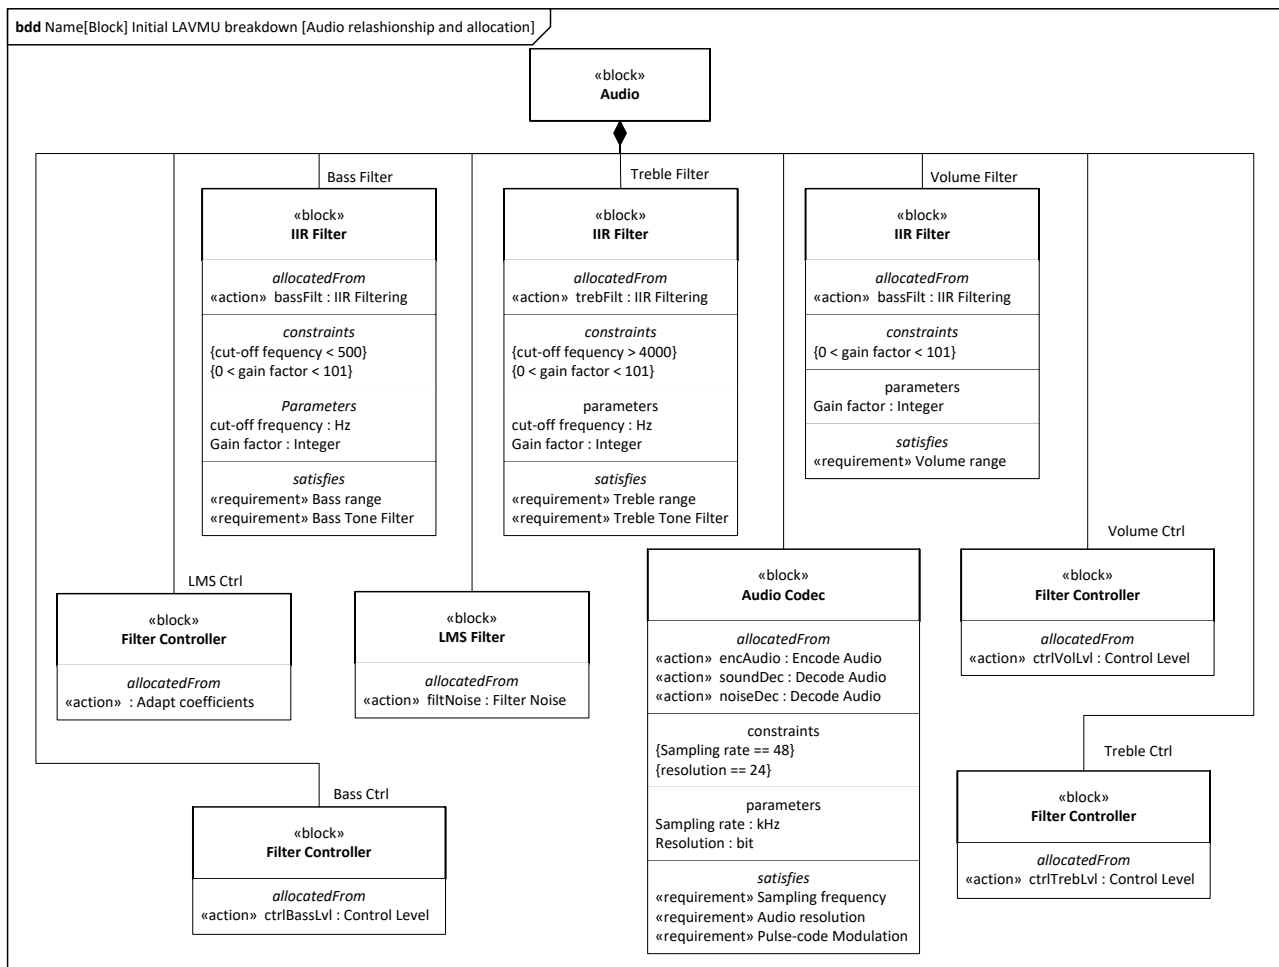 bdd Name[Block] Initial LAVMU breakdown [Audio relashionship and allocation]
«block»
Audio
Bass Filter
«block»
IIR Filter
allocatedFrom
«action» bassFilt : IIR Filtering
constraints
{cut-off fequency < 500}
{0 < gain factor < 101}
Parameters
cut-off frequency : Hz
Gain factor : Integer
satisfies
«requirement» Bass range
«requirement» Bass Tone Filter
Treble Filter
«block»
IIR Filter
allocatedFrom
«action» trebFilt : IIR Filtering
constraints
{cut-off fequency > 4000}
{0 < gain factor < 101}
parameters
cut-off frequency : Hz
Gain factor : Integer
satisfies
«requirement» Treble range
«requirement» Treble Tone Filter
Volume Filter
«block»
IIR Filter
allocatedFrom
«action» bassFilt : IIR Filtering
constraints
{0 < gain factor < 101}
parameters
Gain factor : Integer
satisfies
«requirement» Volume range
LMS Ctrl
«block»
Filter Controller
allocatedFrom
«action» : Adapt coefficients
«block»
LMS Filter
allocatedFrom
«action» filtNoise : Filter Noise
«block»
Audio Codec
allocatedFrom
«action» encAudio : Encode Audio
«action» soundDec : Decode Audio
«action» noiseDec : Decode Audio
constraints
{Sampling rate == 48}
{resolution == 24}
parameters
Sampling rate : kHz
Resolution : bit
satisfies
«requirement» Sampling frequency
«requirement» Audio resolution
«requirement» Pulse-code Modulation
Volume Ctrl
«block»
Filter Controller
allocatedFrom
«action» ctrlVolLvl : Control Level
Treble Ctrl
«block»
Filter Controller
allocatedFrom
«action» ctrlTrebLvl : Control Level
Bass Ctrl
«block»
Filter Controller
allocatedFrom
«action» ctrlBassLvl : Control Level